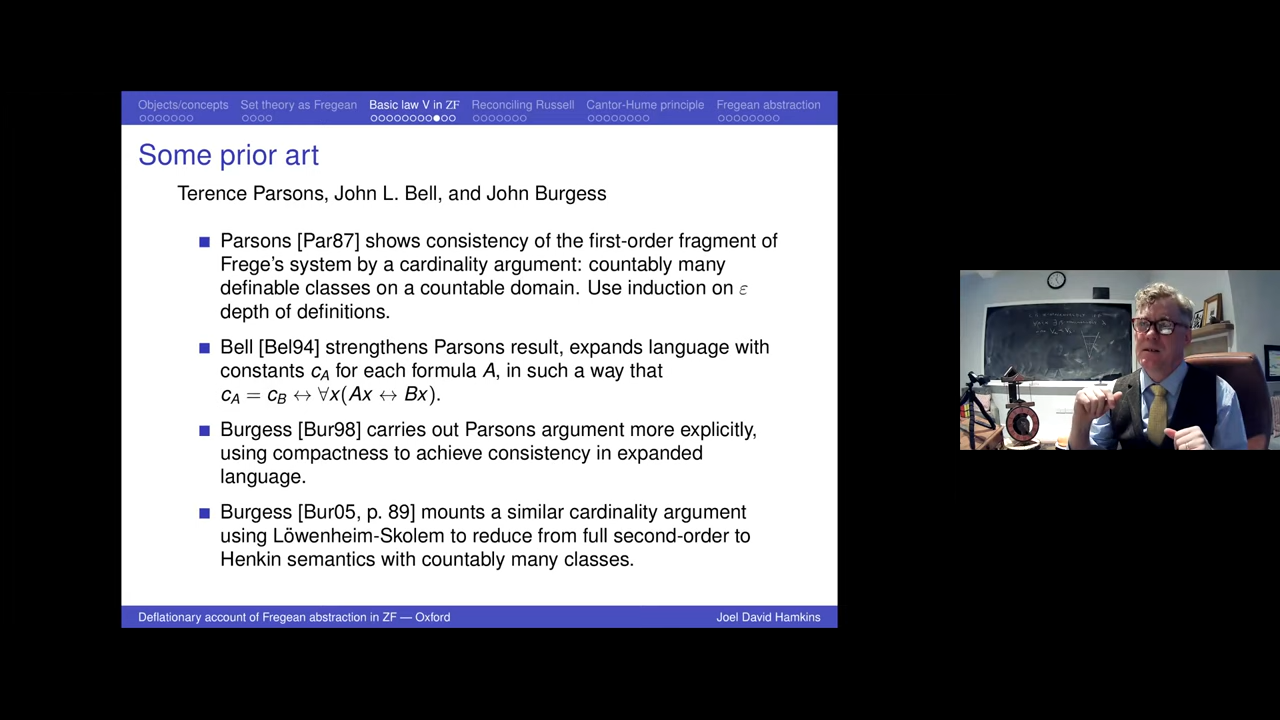 Objects/concepts Set theory as Fregean Basic law V in ZF Reconciling Russell Cantor-Hume principle Fregean abstraction
Some prior art
Terence Parsons, John L. Bell, and John Burgess
Parsons [Par87] shows consistency of the first-order fragment of
Frege's system by a cardinality argument: countably many
definable classes on a countable domain. Use induction on ε
depth of definitions.
Bell [Bel94] strengthens Parsons result, expands language with
constants c_A for each formula A, in such a way that
c_A = c_B ↔ ∀x(Ax ↔ Bx).
Burgess [Bur98] carries out Parsons argument more explicitly,
using compactness to achieve consistency in expanded
language.
Burgess [Bur05, p. 89] mounts a similar cardinality argument
using Löwenheim-Skolem to reduce from full second-order to
Henkin semantics with countably many classes.
Deflationary account of Fregean abstraction in ZF — Oxford Joel David Hamkins